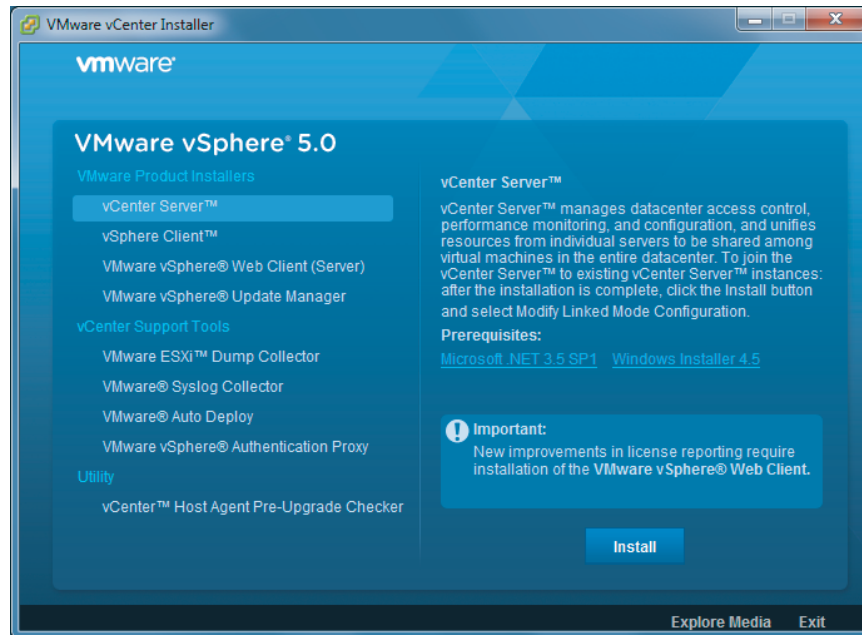 VMware vCenter Installer
vmware®
VMware vSphere® 5.0
VMware Product Installers
vCenter Server™
vSphere Client™
VMware vSphere® Web Client (Server)
VMware vSphere® Update Manager
vCenter Support Tools
VMware ESXi™ Dump Collector
VMware® Syslog Collector
VMware® Auto Deploy
VMware vSphere® Authentication Proxy
Utility
vCenter™ Host Agent Pre-Upgrade Checker
vCenter Server™
vCenter Server™ manages datacenter access control,
performance monitoring, and configuration, and unifies
resources from individual servers to be shared among
virtual machines in the entire datacenter. To join the
vCenter Server™ to existing vCenter Server™ instances:
after the installation is complete, click the Install button
and select Modify Linked Mode Configuration.
Prerequisites:
Microsoft .NET 3.5 SP1 Windows Installer 4.5
Important:
New improvements in license reporting require
installation of the VMware vSphere® Web Client.
Install
Explore Media Exit